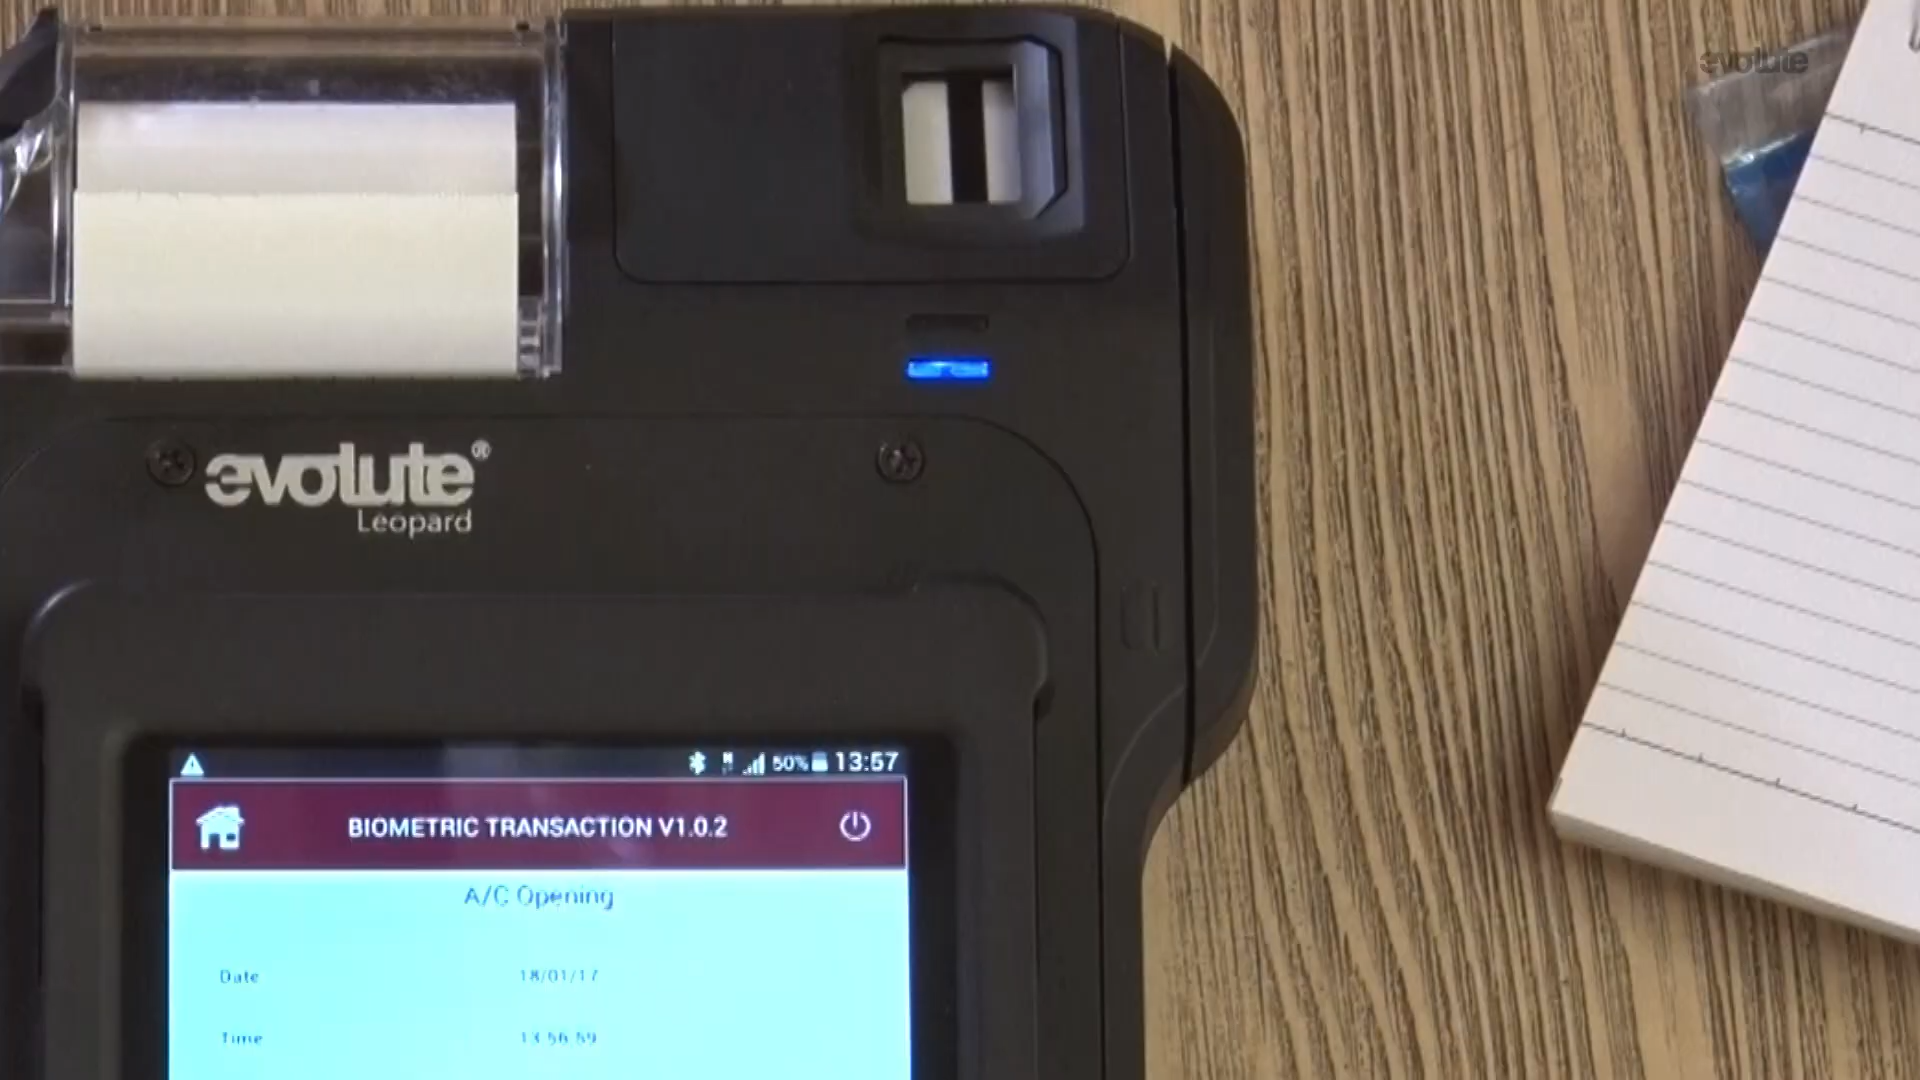 evolute
evolute®
Leopard
50% 13:57
BIOMETRIC TRANSACTION V1.0.2
A/C Opening
Date 18/01/17
Time 13:56:59